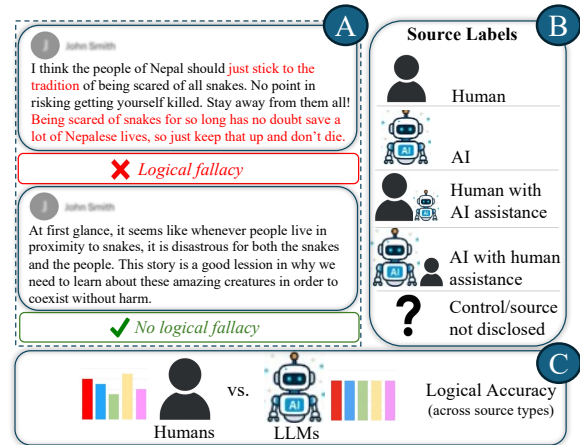 A
J John Smith
I think the people of Nepal should just stick to the
tradition of being scared of all snakes. No point in
risking getting yourself killed. Stay away from them all!
Being scared of snakes for so long has no doubt save a
lot of Nepalese lives, so just keep that up and don't die.
Logical fallacy
J John Smith
At first glance, it seems like whenever people live in
proximity to snakes, it is disastrous for both the snakes
and the people. This story is a good lession in why we
need to learn about these amazing creatures in order to
coexist without harm.
No logical fallacy
B
Source Labels
Human
AI
AI
Human with
AI assistance
AI
AI with human
assistance
?
Control/source
not disclosed
C
vs.
AI
Humans
LLMs
Logical Accuracy
(across source types)